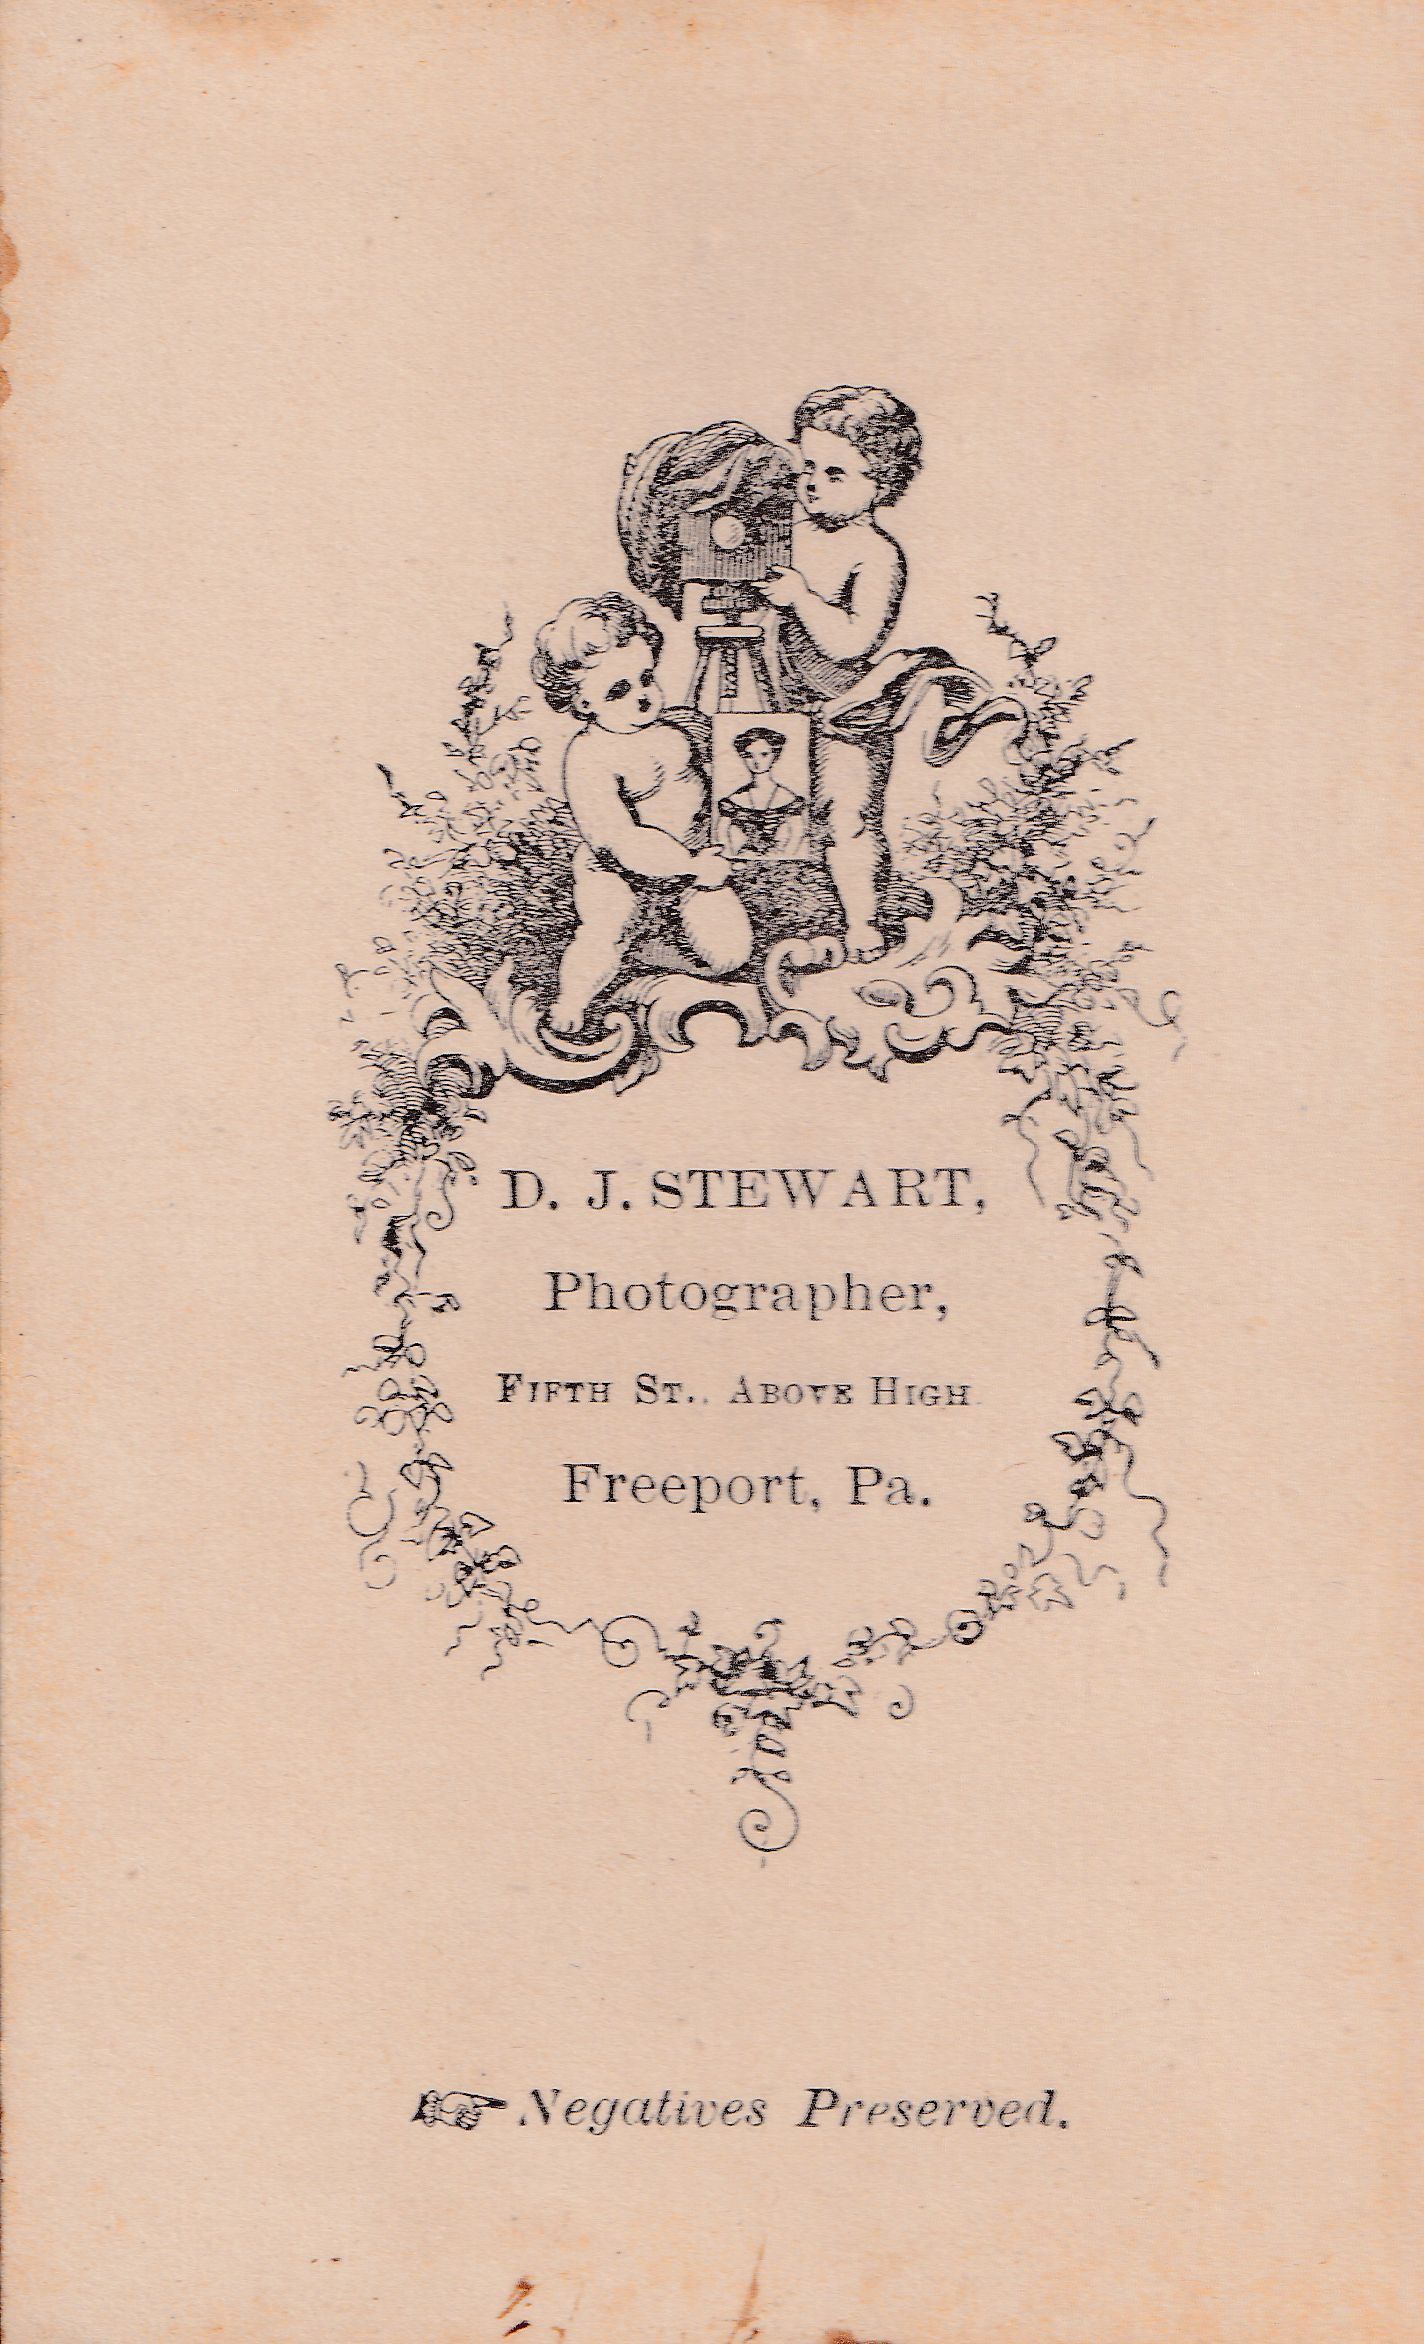 D. J. STEWART,
Photographer,
FIFTH ST., ABOVE HIGH
Freeport, Pa.
☞ Negatives Preserved.